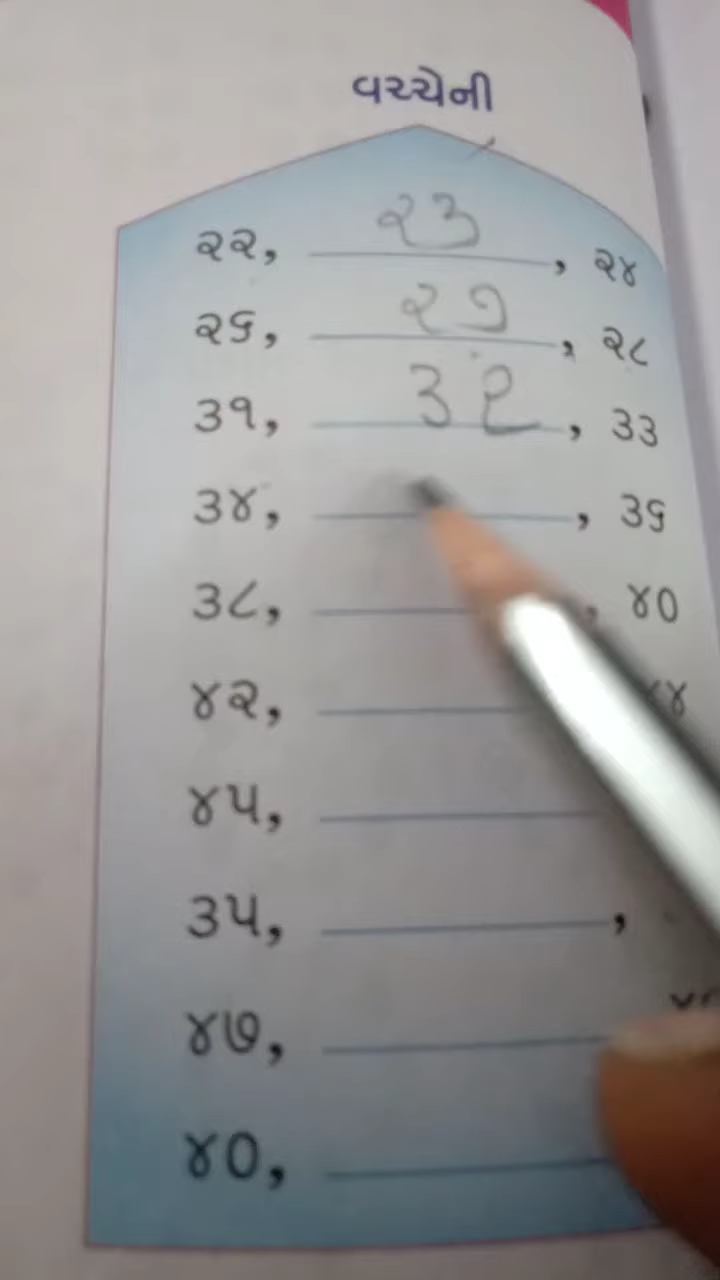 વચ્ચેની
૨૨, ૨૩, ૨૪
૨૬, ૨૭, ૨૮
૩૧, ૩૨, ૩૩
૩૪, , ૩૬
૩૮, , ૪૦
૪૨, ૪૪
૪૫,
૩૫, ,
૪૭,
૪૦,